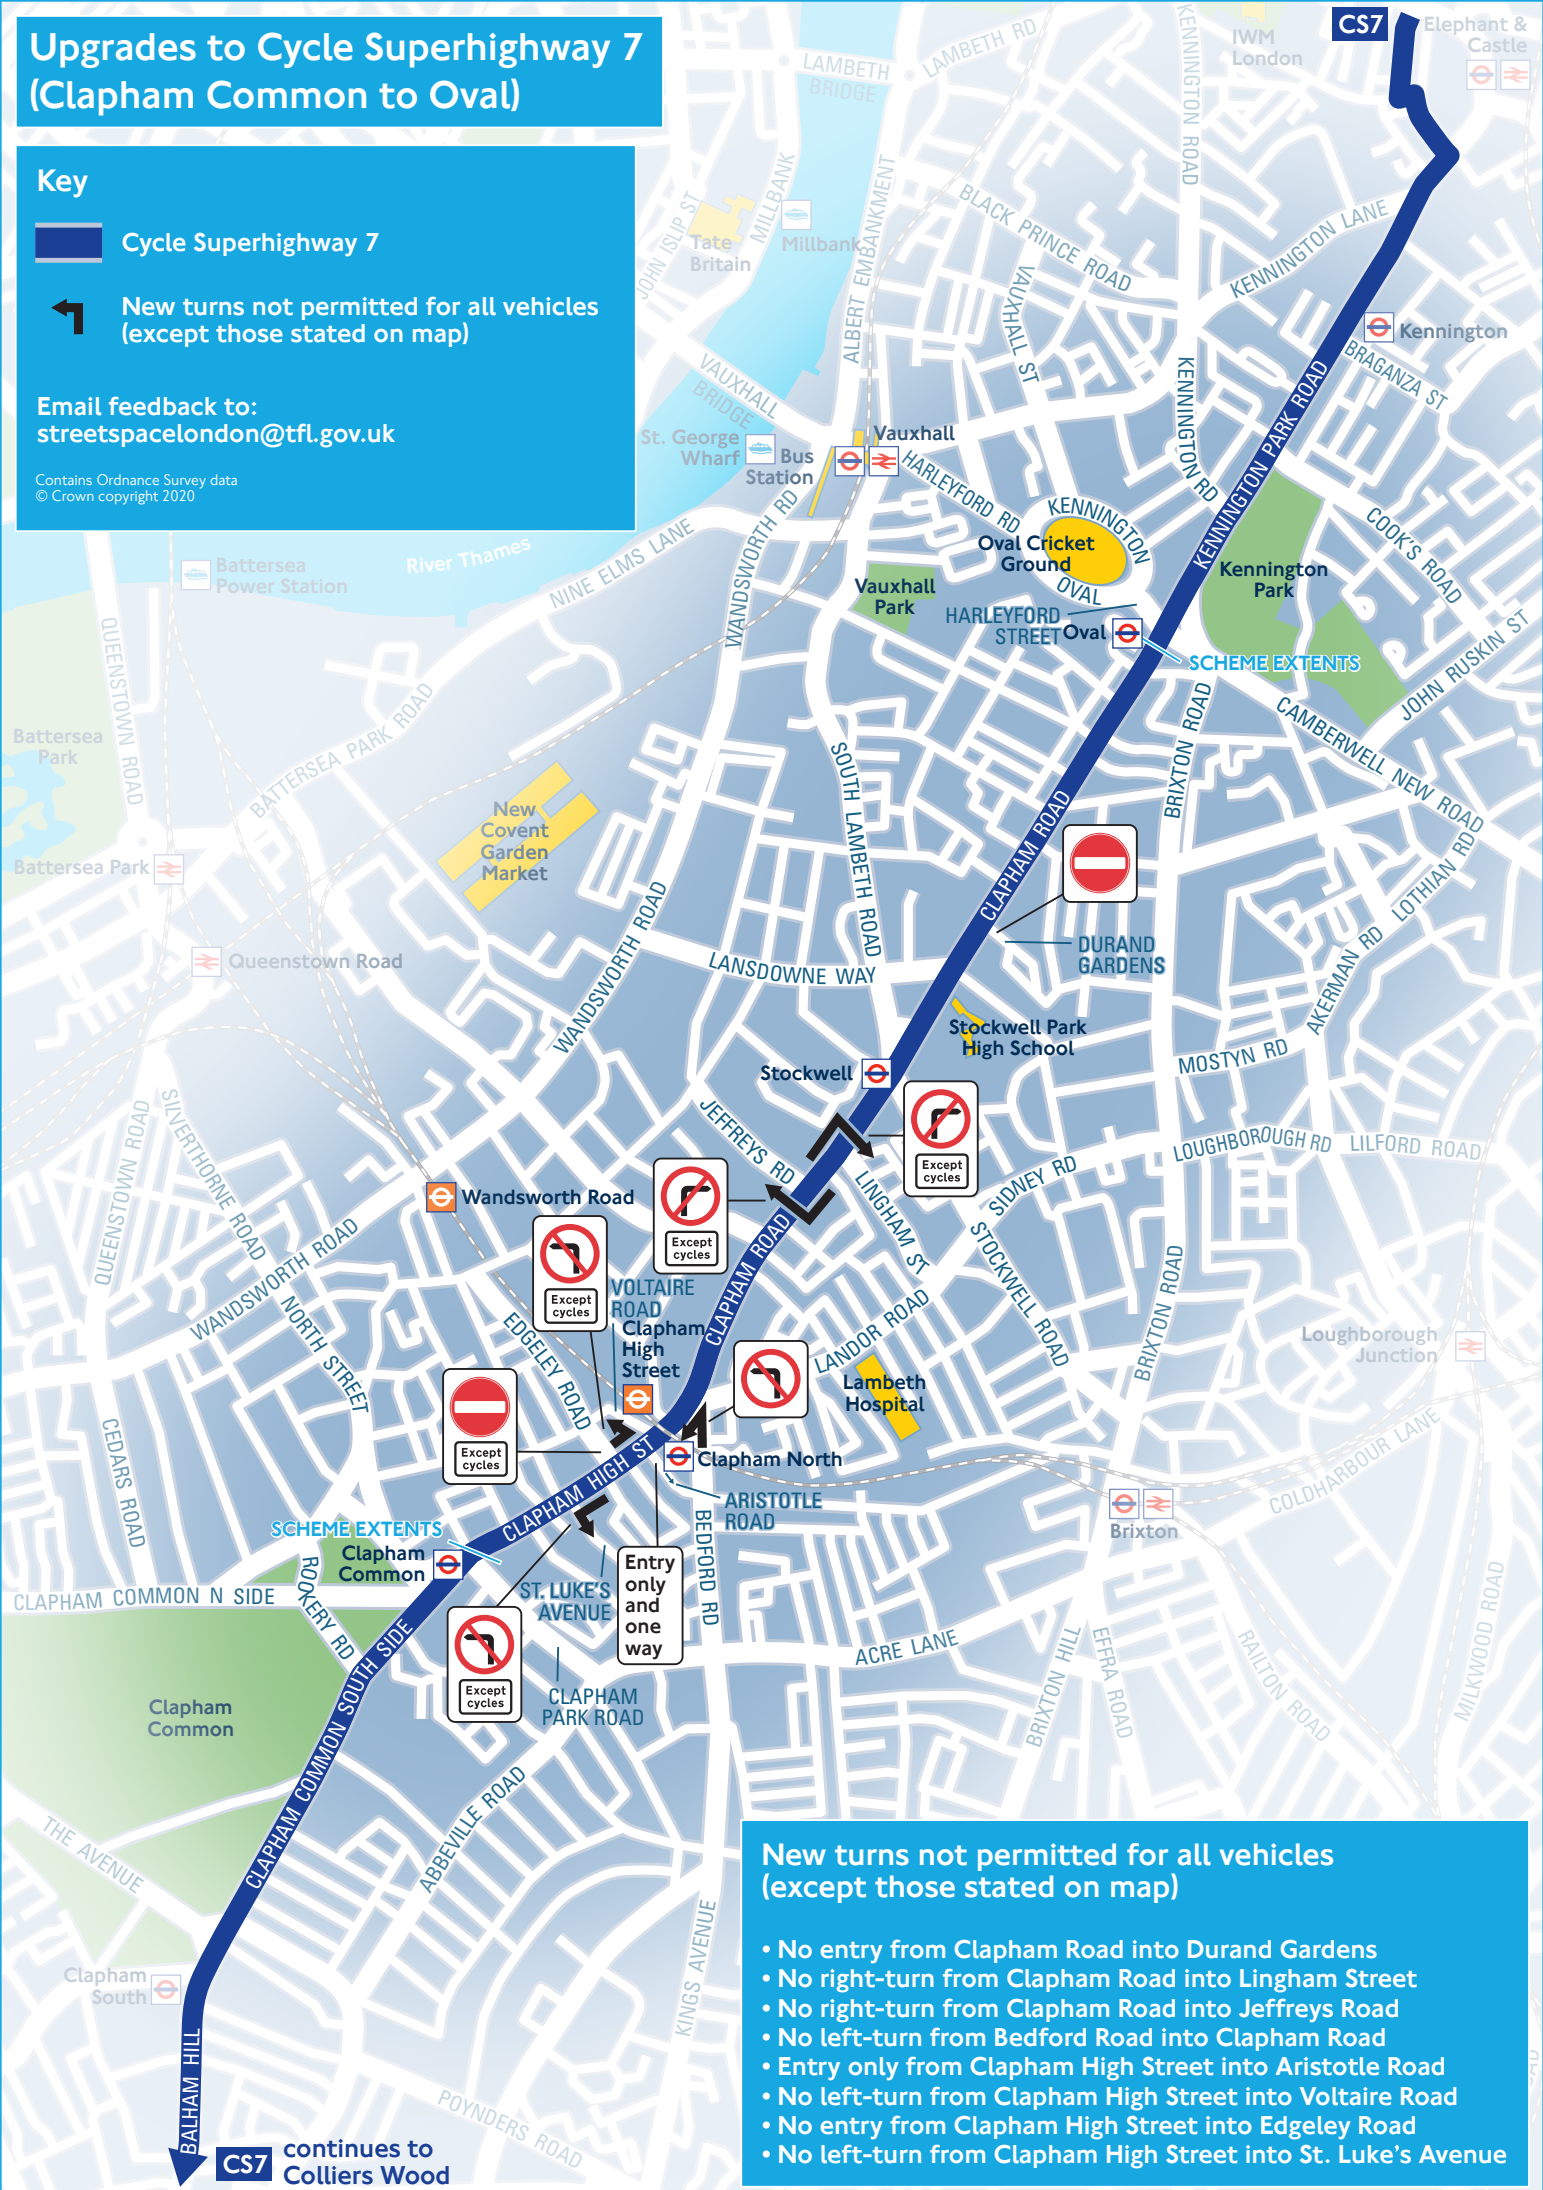 Upgrades to Cycle Superhighway 7
(Clapham Common to Oval)
Key
Cycle Superhighway 7
New turns not permitted for all vehicles
(except those stated on map)
Email feedback to:
streetspacelondon@tfl.gov.uk
Contains Ordnance Survey data
© Crown copyright 2020
CS7
Elephant &
Castle
IWM
London
LAMBETH RD
LAMBETH
BRIDGE
KENNINGTON ROAD
MILLBANK
JOHN ISLIP ST
Tate
Britain
Millbank
ALBERT EMBANKMENT
BLACK PRINCE ROAD
KENNINGTON LANE
VAUXHALL ST
Kennington
BRAGANZA ST
VAUXHALL
BRIDGE
KENNINGTON RD
KENNINGTON PARK ROAD
St. George
Wharf
Bus
Station
Vauxhall
HARLEYFORD RD
KENNINGTON
OVAL
Oval Cricket
Ground
COOK'S ROAD
Kennington
Park
Vauxhall
Park
HARLEYFORD
STREET
Oval
SCHEME EXTENTS
JOHN RUSKIN ST
River Thames
NINE ELMS LANE
WANDSWORTH RD
Battersea
Power Station
QUEENSTOWN ROAD
Battersea
Park
BATTERSEA PARK ROAD
Battersea Park
New
Covent
Garden
Market
SOUTH LAMBETH ROAD
BRIXTON ROAD
CAMBERWELL NEW ROAD
CLAPHAM ROAD
LOTHIAN RD
AKERMAN RD
DURAND
GARDENS
Queenstown Road
WANDSWORTH ROAD
LANSDOWNE WAY
Stockwell Park
High School
MOSTYN RD
Stockwell
JEFFREYS RD
Except
cycles
LOUGHBOROUGH RD
LILFORD ROAD
SIDNEY RD
LINGHAM ST
STOCKWELL ROAD
QUEENSTOWN ROAD
SILVERTHORNE ROAD
Wandsworth Road
Except
cycles
WANDSWORTH ROAD
NORTH STREET
Except
cycles
VOLTAIRE
ROAD
Clapham
High
Street
CLAPHAM ROAD
LANDOR ROAD
BRIXTON ROAD
Loughborough
Junction
EDGELEY ROAD
Lambeth
Hospital
CEDARS ROAD
Except
cycles
Clapham North
COLDHARBOUR LANE
CLAPHAM HIGH ST
ARISTOTLE
ROAD
Brixton
SCHEME EXTENTS
Clapham
Common
BEDFORD RD
Entry
only
and
one
way
ST. LUKE'S
AVENUE
CLAPHAM COMMON N SIDE
ROOKERY RD
Except
cycles
CLAPHAM
PARK ROAD
ACRE LANE
BRIXTON HILL
EFFRA ROAD
RAILTON ROAD
MILKWOOD ROAD
Clapham
Common
CLAPHAM COMMON SOUTH SIDE
THE AVENUE
ABBEVILLE ROAD
KINGS AVENUE
Clapham
South
BALHAM HILL
POYNDERS ROAD
CS7
continues to
Colliers Wood
New turns not permitted for all vehicles
(except those stated on map)
• No entry from Clapham Road into Durand Gardens
• No right-turn from Clapham Road into Lingham Street
• No right-turn from Clapham Road into Jeffreys Road
• No left-turn from Bedford Road into Clapham Road
• Entry only from Clapham High Street into Aristotle Road
• No left-turn from Clapham High Street into Voltaire Road
• No entry from Clapham High Street into Edgeley Road
• No left-turn from Clapham High Street into St. Luke's Avenue